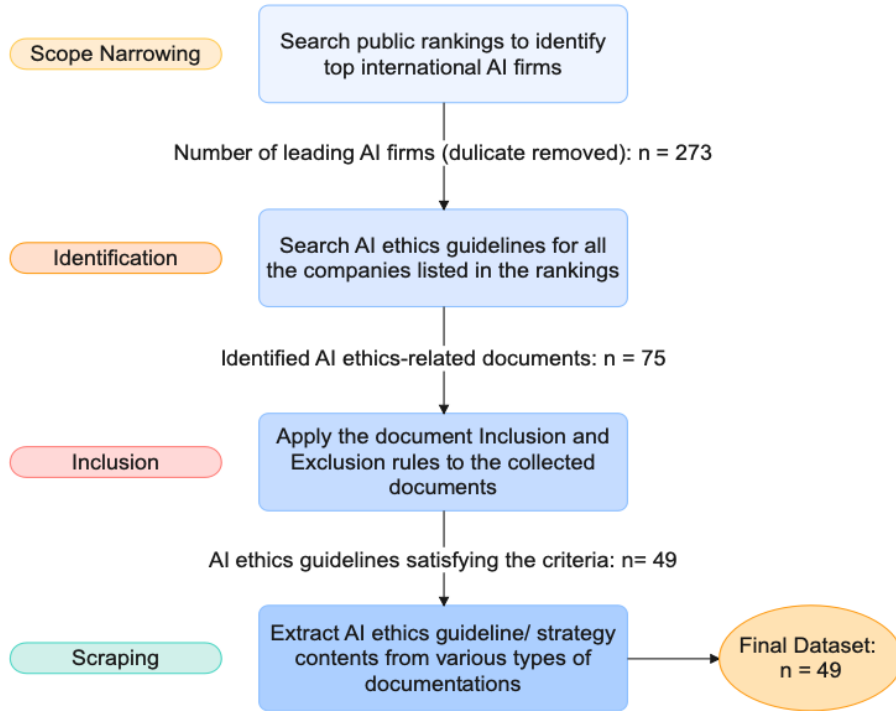 Scope Narrowing
Search public rankings to identify
top international AI firms
Number of leading AI firms (dulicate removed): n = 273
Identification
Search AI ethics guidelines for all
the companies listed in the rankings
Identified AI ethics-related documents: n = 75
Inclusion
Apply the document Inclusion and
Exclusion rules to the collected
documents
AI ethics guidelines satisfying the criteria: n= 49
Scraping
Extract AI ethics guideline/ strategy
contents from various types of
documentations
Final Dataset:
n = 49